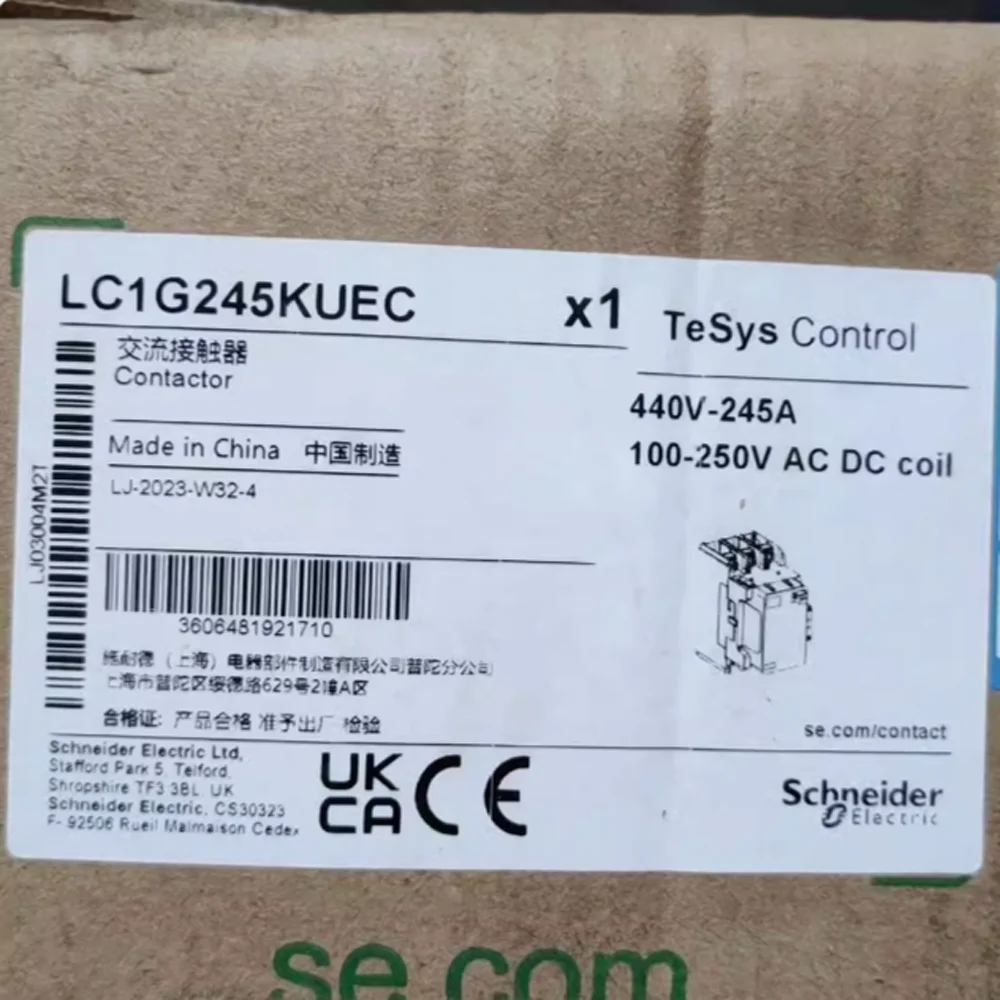 LC1G245KUEC x1
交流接触器
Contactor
Made in China 中国制造
LJ-2023-W32-4
LJ03004M2T
3606481921710
施耐德（上海）电器部件制造有限公司普陀分公司
上海市普陀区绥德路629号2幢A区
合格证: 产品合格 准予出厂 检验
Schneider Electric Ltd,
Stafford Park 5, Telford,
Shropshire TF3 3BL, UK
Schneider Electric, CS30323
F- 92506 Rueil Malmaison Cedex
UK
CA
CE
TeSys Control
440V-245A
100-250V AC DC coil
se.com/contact
Schneider
Electric
se.com